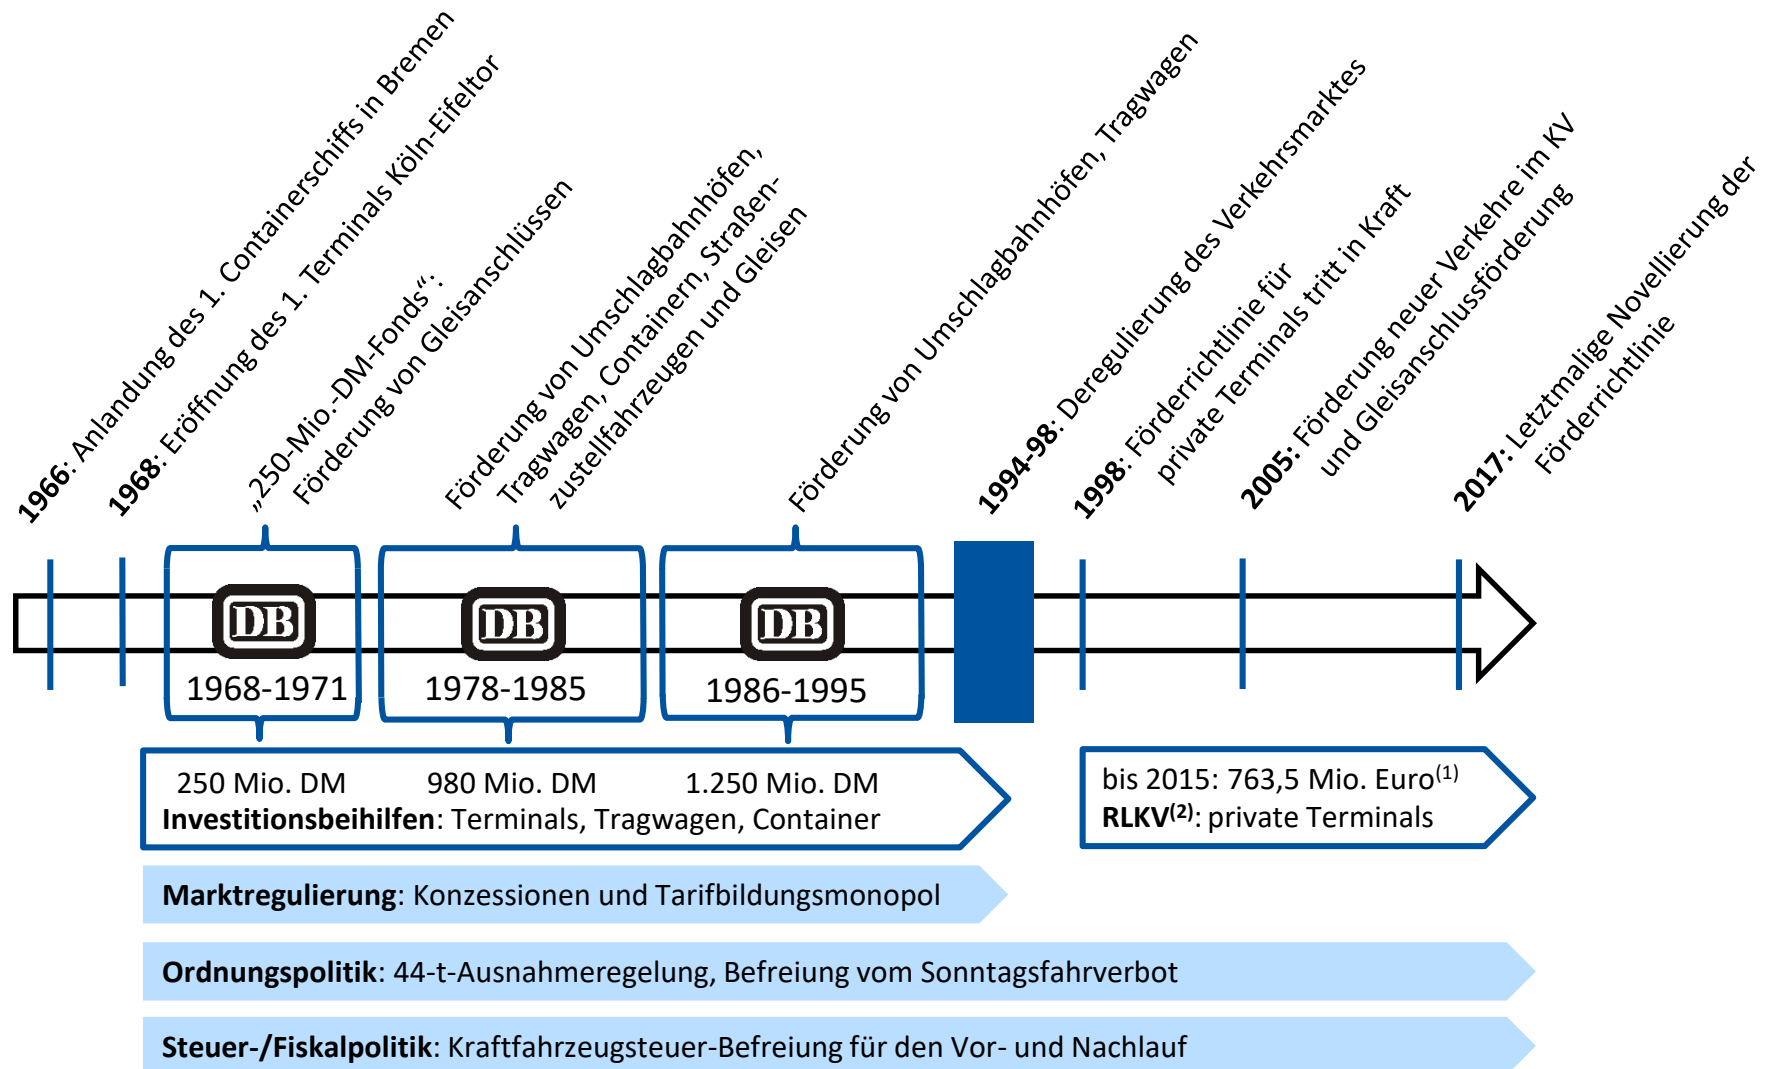 1966: Anlandung des 1. Containerschiffs in Bremen
1968: Eröffnung des 1. Terminals Köln-Eifeltor
„250-Mio.-DM-Fonds“:
Förderung von Gleisanschlüssen
Förderung von Umschlagbahnhöfen,
Tragwagen, Containern, Straßen-
zustellfahrzeugen und Gleisen
Förderung von Umschlagbahnhöfen, Tragwagen
1994-98: Deregulierung des Verkehrsmarktes
1998: Förderrichtlinie für
private Terminals tritt in Kraft
2005: Förderung neuer Verkehre im KV
und Gleisanschlussförderung
2017: Letztmalige Novellierung der
Förderrichtlinie
DB
DB
DB
1968-1971
1978-1985
1986-1995
250 Mio. DM
980 Mio. DM
1.250 Mio. DM
Investitionsbeihilfen: Terminals, Tragwagen, Container
bis 2015: 763,5 Mio. Euro(1)
RLKV(2): private Terminals
Marktregulierung: Konzessionen und Tarifbildungsmonopol
Ordnungspolitik: 44-t-Ausnahmeregelung, Befreiung vom Sonntagsfahrverbot
Steuer-/Fiskalpolitik: Kraftfahrzeugsteuer-Befreiung für den Vor- und Nachlauf